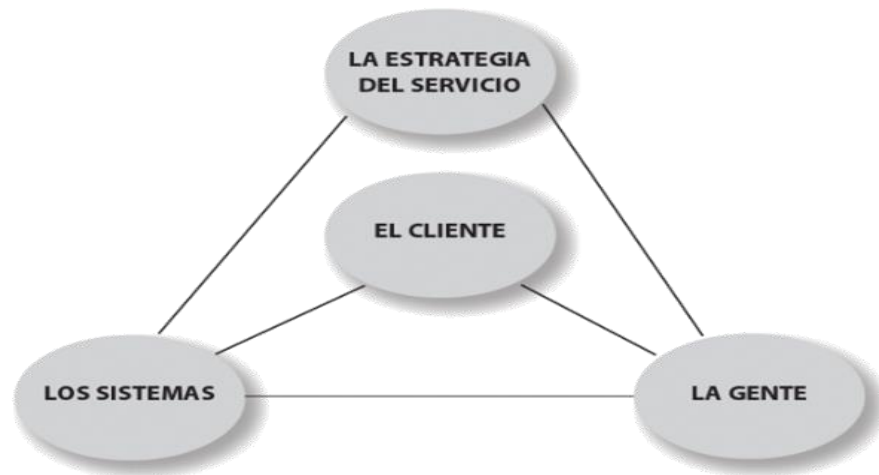 LA ESTRATEGIA
DEL SERVICIO
EL CLIENTE
LOS SISTEMAS
LA GENTE